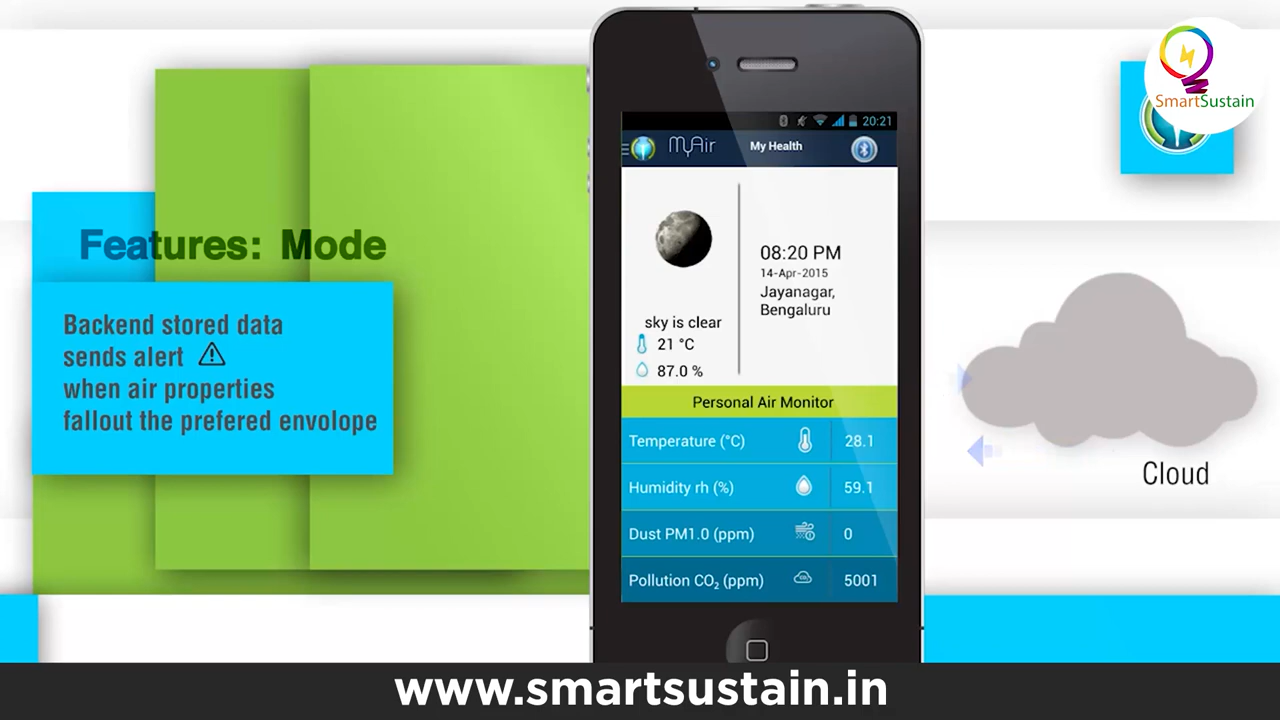 SmartSustain
20:21
MyAir
My Health
Features: Mode
Backend stored data
sends alert
when air properties
fallout the prefered envolope
08:20 PM
14-Apr-2015
Jayanagar,
Bengaluru
sky is clear
21 °C
87.0 %
Personal Air Monitor
Temperature (°C) 28.1
Humidity rh (%) 59.1
Dust PM1.0 (ppm) 0
Pollution CO₂ (ppm) 5001
Cloud
www.smartsustain.in